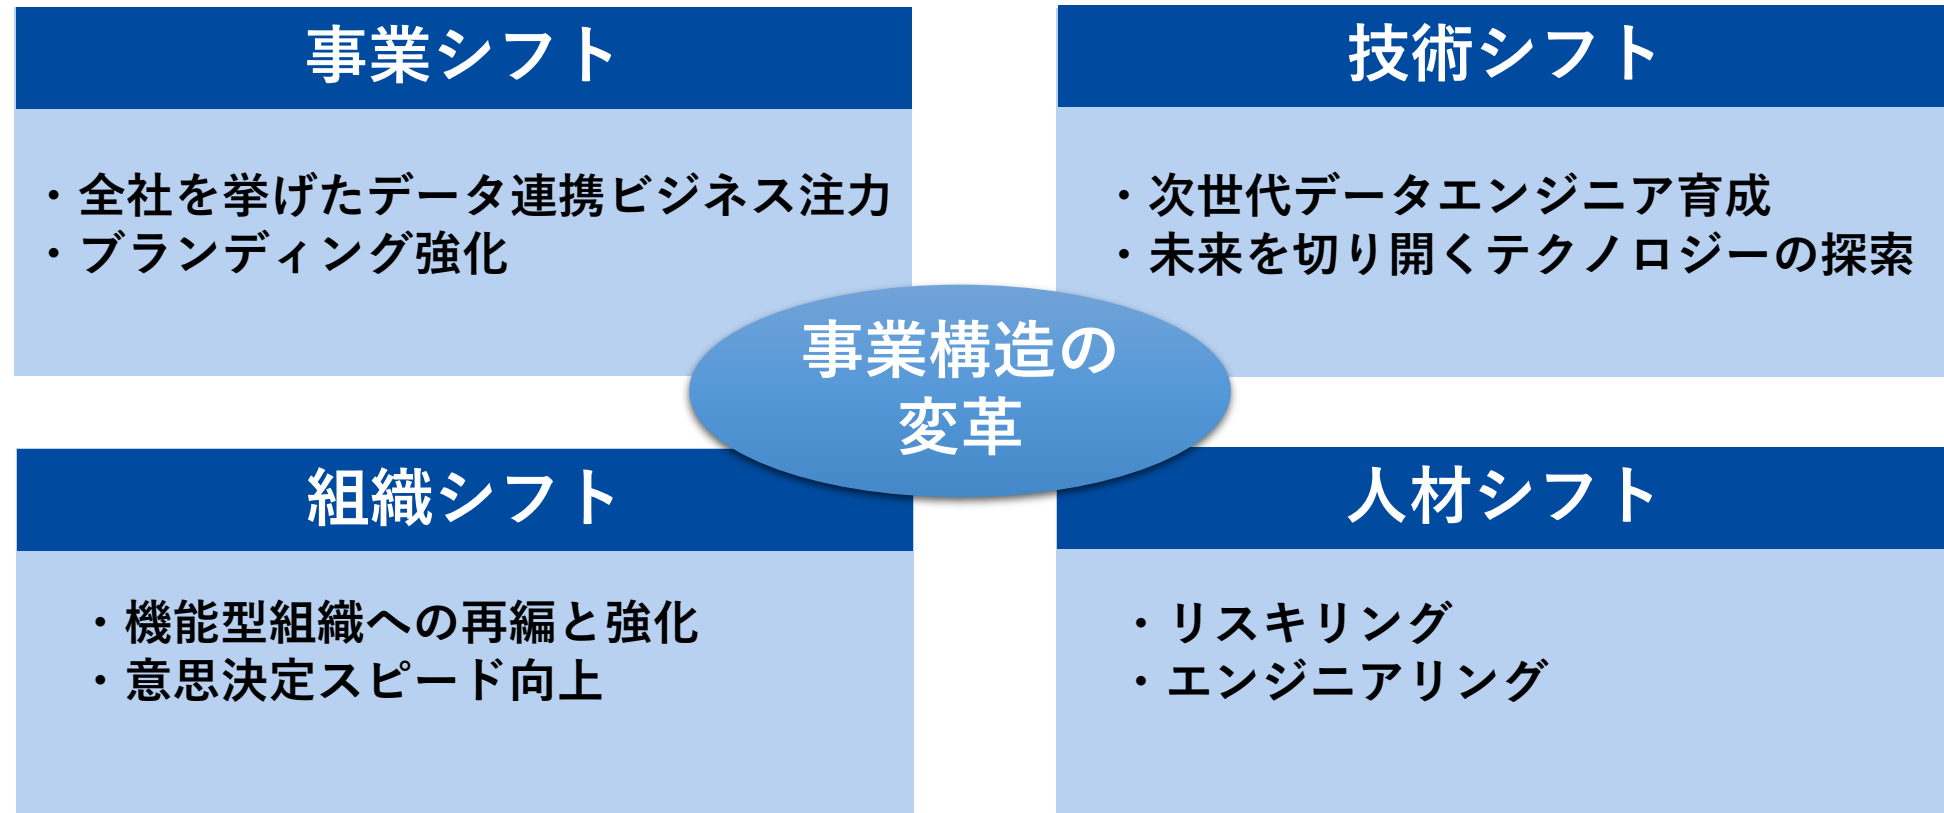 事業シフト
・全社を挙げたデータ連携ビジネス注力
・ブランディング強化
技術シフト
・次世代データエンジニア育成
・未来を切り開くテクノロジーの探索
事業構造の
変革
組織シフト
・機能型組織への再編と強化
・意思決定スピード向上
人材シフト
・リスキリング
・エンジニアリング